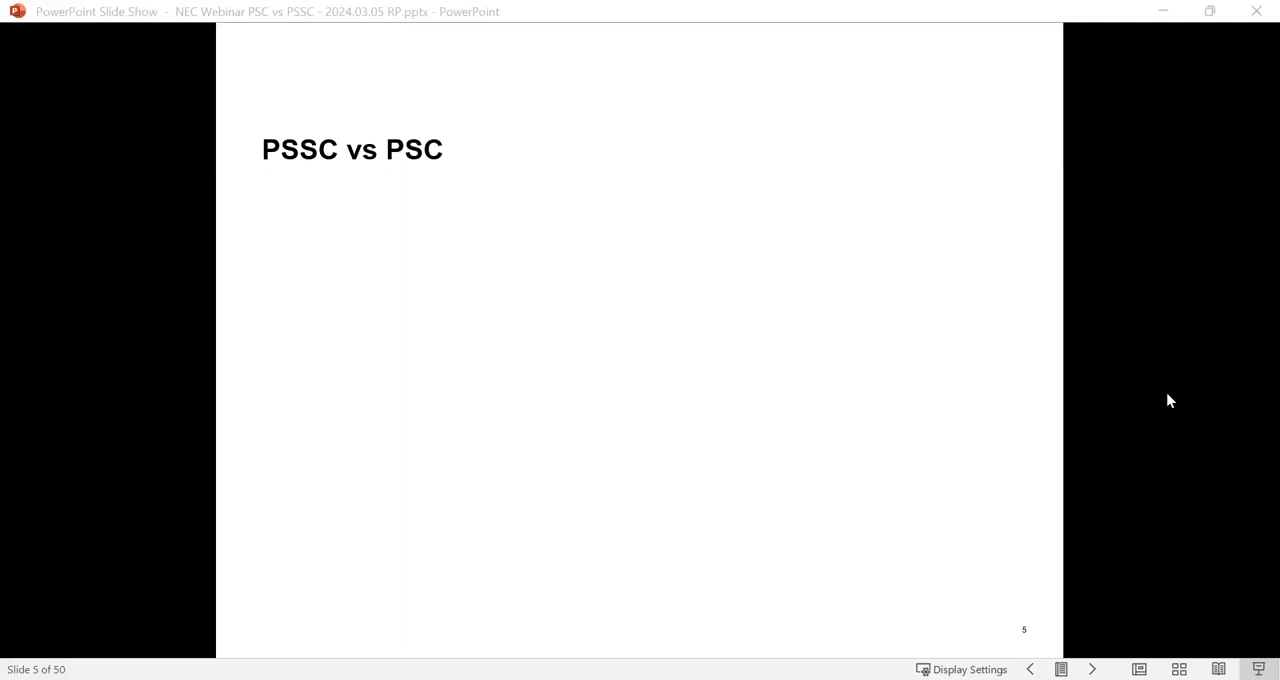 PowerPoint Slide Show - NEC Webinar PSC vs PSSC - 2024.03.05 RP.pptx - PowerPoint
PSSC vs PSC
5
Slide 5 of 50
Display Settings